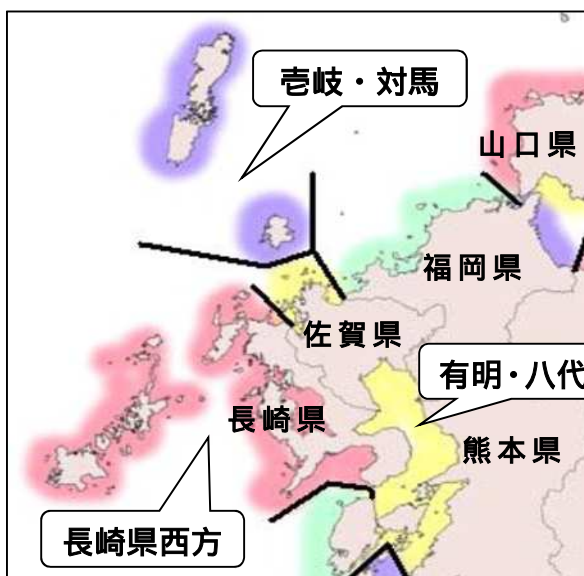 壱岐・対馬
山口県
福岡県
佐賀県
有明・八代
長崎県
熊本県
長崎県西方